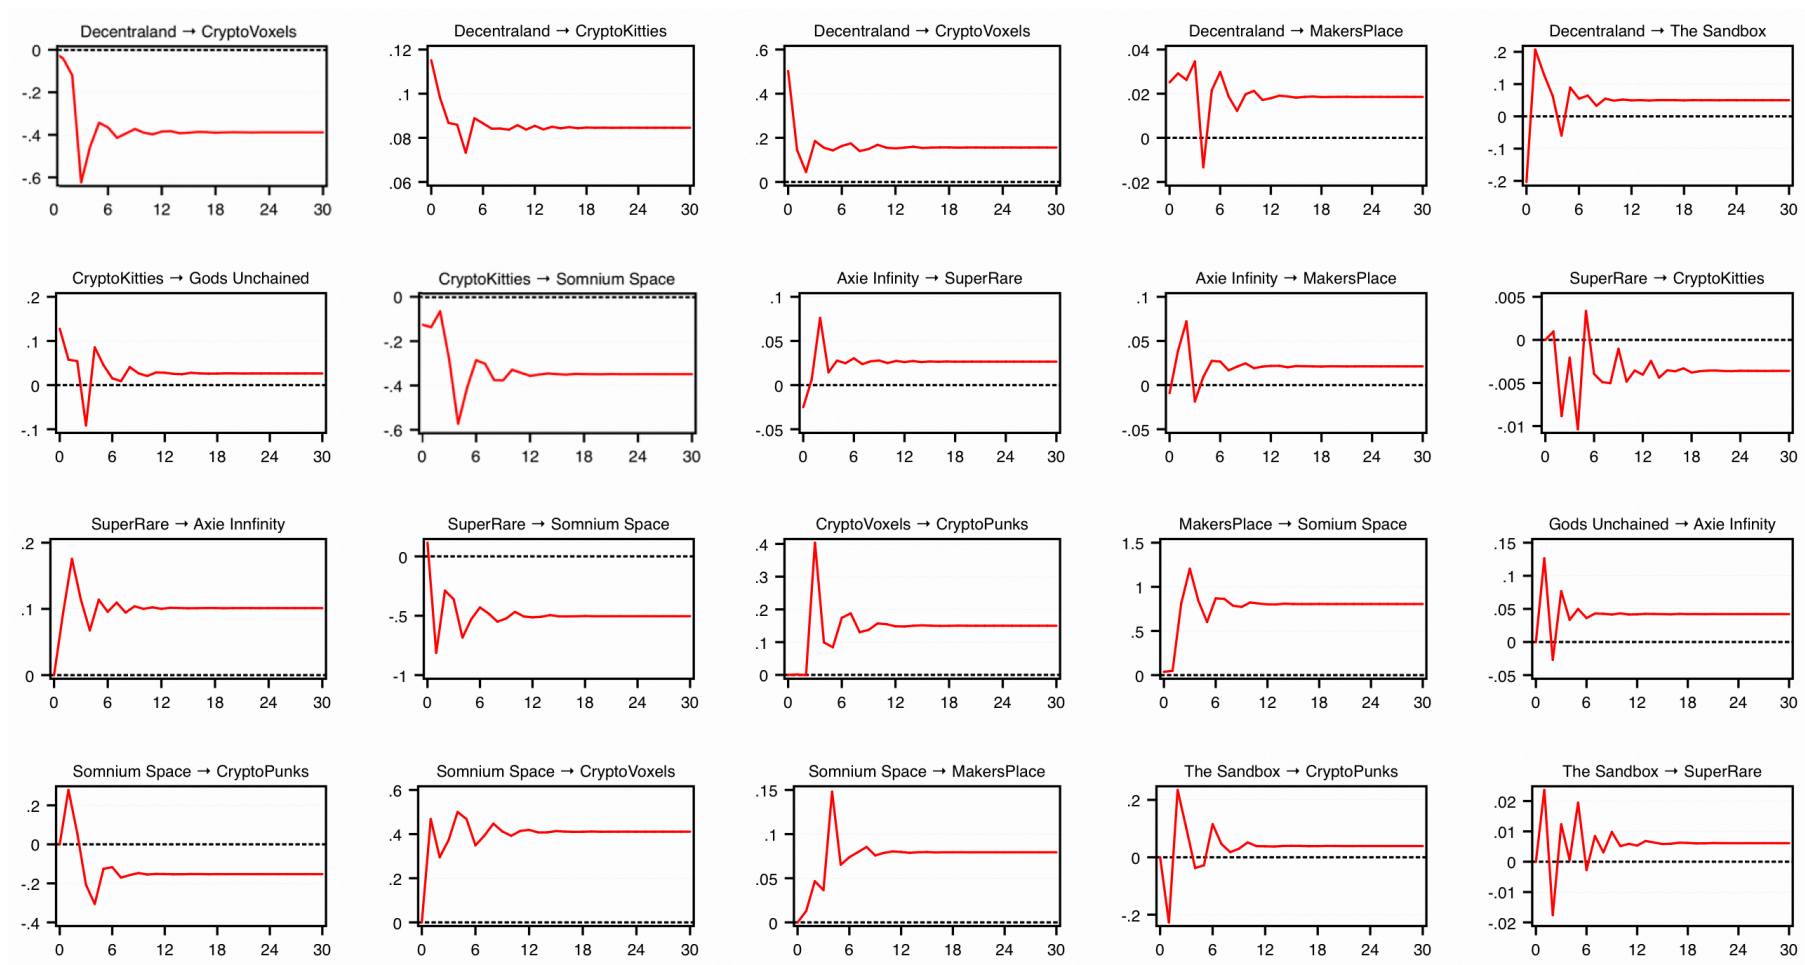 Decentraland → CryptoVoxels
0
-.2
-.4
-.6
0 6 12 18 24 30
Decentraland → CryptoKitties
.12
.1
.08
.06
0 6 12 18 24 30
Decentraland → CryptoVoxels
.6
.4
.2
0
0 6 12 18 24 30
Decentraland → MakersPlace
.04
.02
0
-.02
0 6 12 18 24 30
Decentraland → The Sandbox
.2
.1
0
-.1
-.2
0 6 12 18 24 30
CryptoKitties → Gods Unchained
.2
.1
0
-.1
0 6 12 18 24 30
CryptoKitties → Somnium Space
0
-.2
-.4
-.6
0 6 12 18 24 30
Axie Infinity → SuperRare
.1
.05
0
-.05
0 6 12 18 24 30
Axie Infinity → MakersPlace
.1
.05
0
-.05
0 6 12 18 24 30
SuperRare → CryptoKitties
.005
0
-.005
-.01
0 6 12 18 24 30
SuperRare → Axie Innfinity
.2
.1
0
0 6 12 18 24 30
SuperRare → Somnium Space
0
-.5
-1
0 6 12 18 24 30
CryptoVoxels → CryptoPunks
.4
.3
.2
.1
0
0 6 12 18 24 30
MakersPlace → Somium Space
1.5
1
.5
0
0 6 12 18 24 30
Gods Unchained → Axie Infinity
.15
.1
.05
0
-.05
0 6 12 18 24 30
Somnium Space → CryptoPunks
.2
0
-.2
-.4
0 6 12 18 24 30
Somnium Space → CryptoVoxels
.6
.4
.2
0
0 6 12 18 24 30
Somnium Space → MakersPlace
.15
.1
.05
0
0 6 12 18 24 30
The Sandbox → CryptoPunks
.2
0
-.2
0 6 12 18 24 30
The Sandbox → SuperRare
.02
.01
0
-.01
-.02
0 6 12 18 24 30